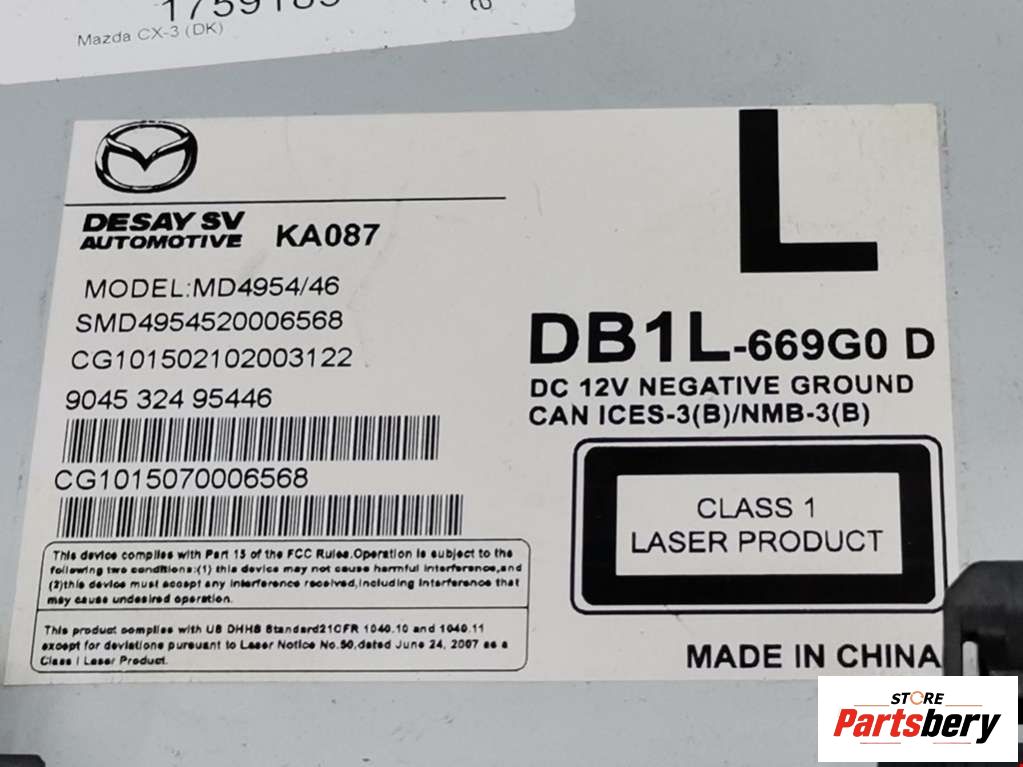 Mazda CX-3 (DK)
L
DESAY SV
AUTOMOTIVE KA087
MODEL:MD4954/46
SMD4954520006568
CG101502102003122
9045 324 95446
CG1015070006568
This device complies with Part 15 of the FCC Rules.Operation is subject to the
following two conditions:(1) this device may not cause harmful interference,and
(2)this device must accept any interference received,including interference that
may cause undesired operation.
This product complies with US DHHS Standard21CFR 1040.10 and 1040.11
except for deviations pursuant to Laser Notice No.50,dated June 24, 2007 as a
Class I Laser Product.
DB1L-669G0 D
DC 12V NEGATIVE GROUND
CAN ICES-3(B)/NMB-3(B)
CLASS 1
LASER PRODUCT
MADE IN CHINA
STORE
Partsbery